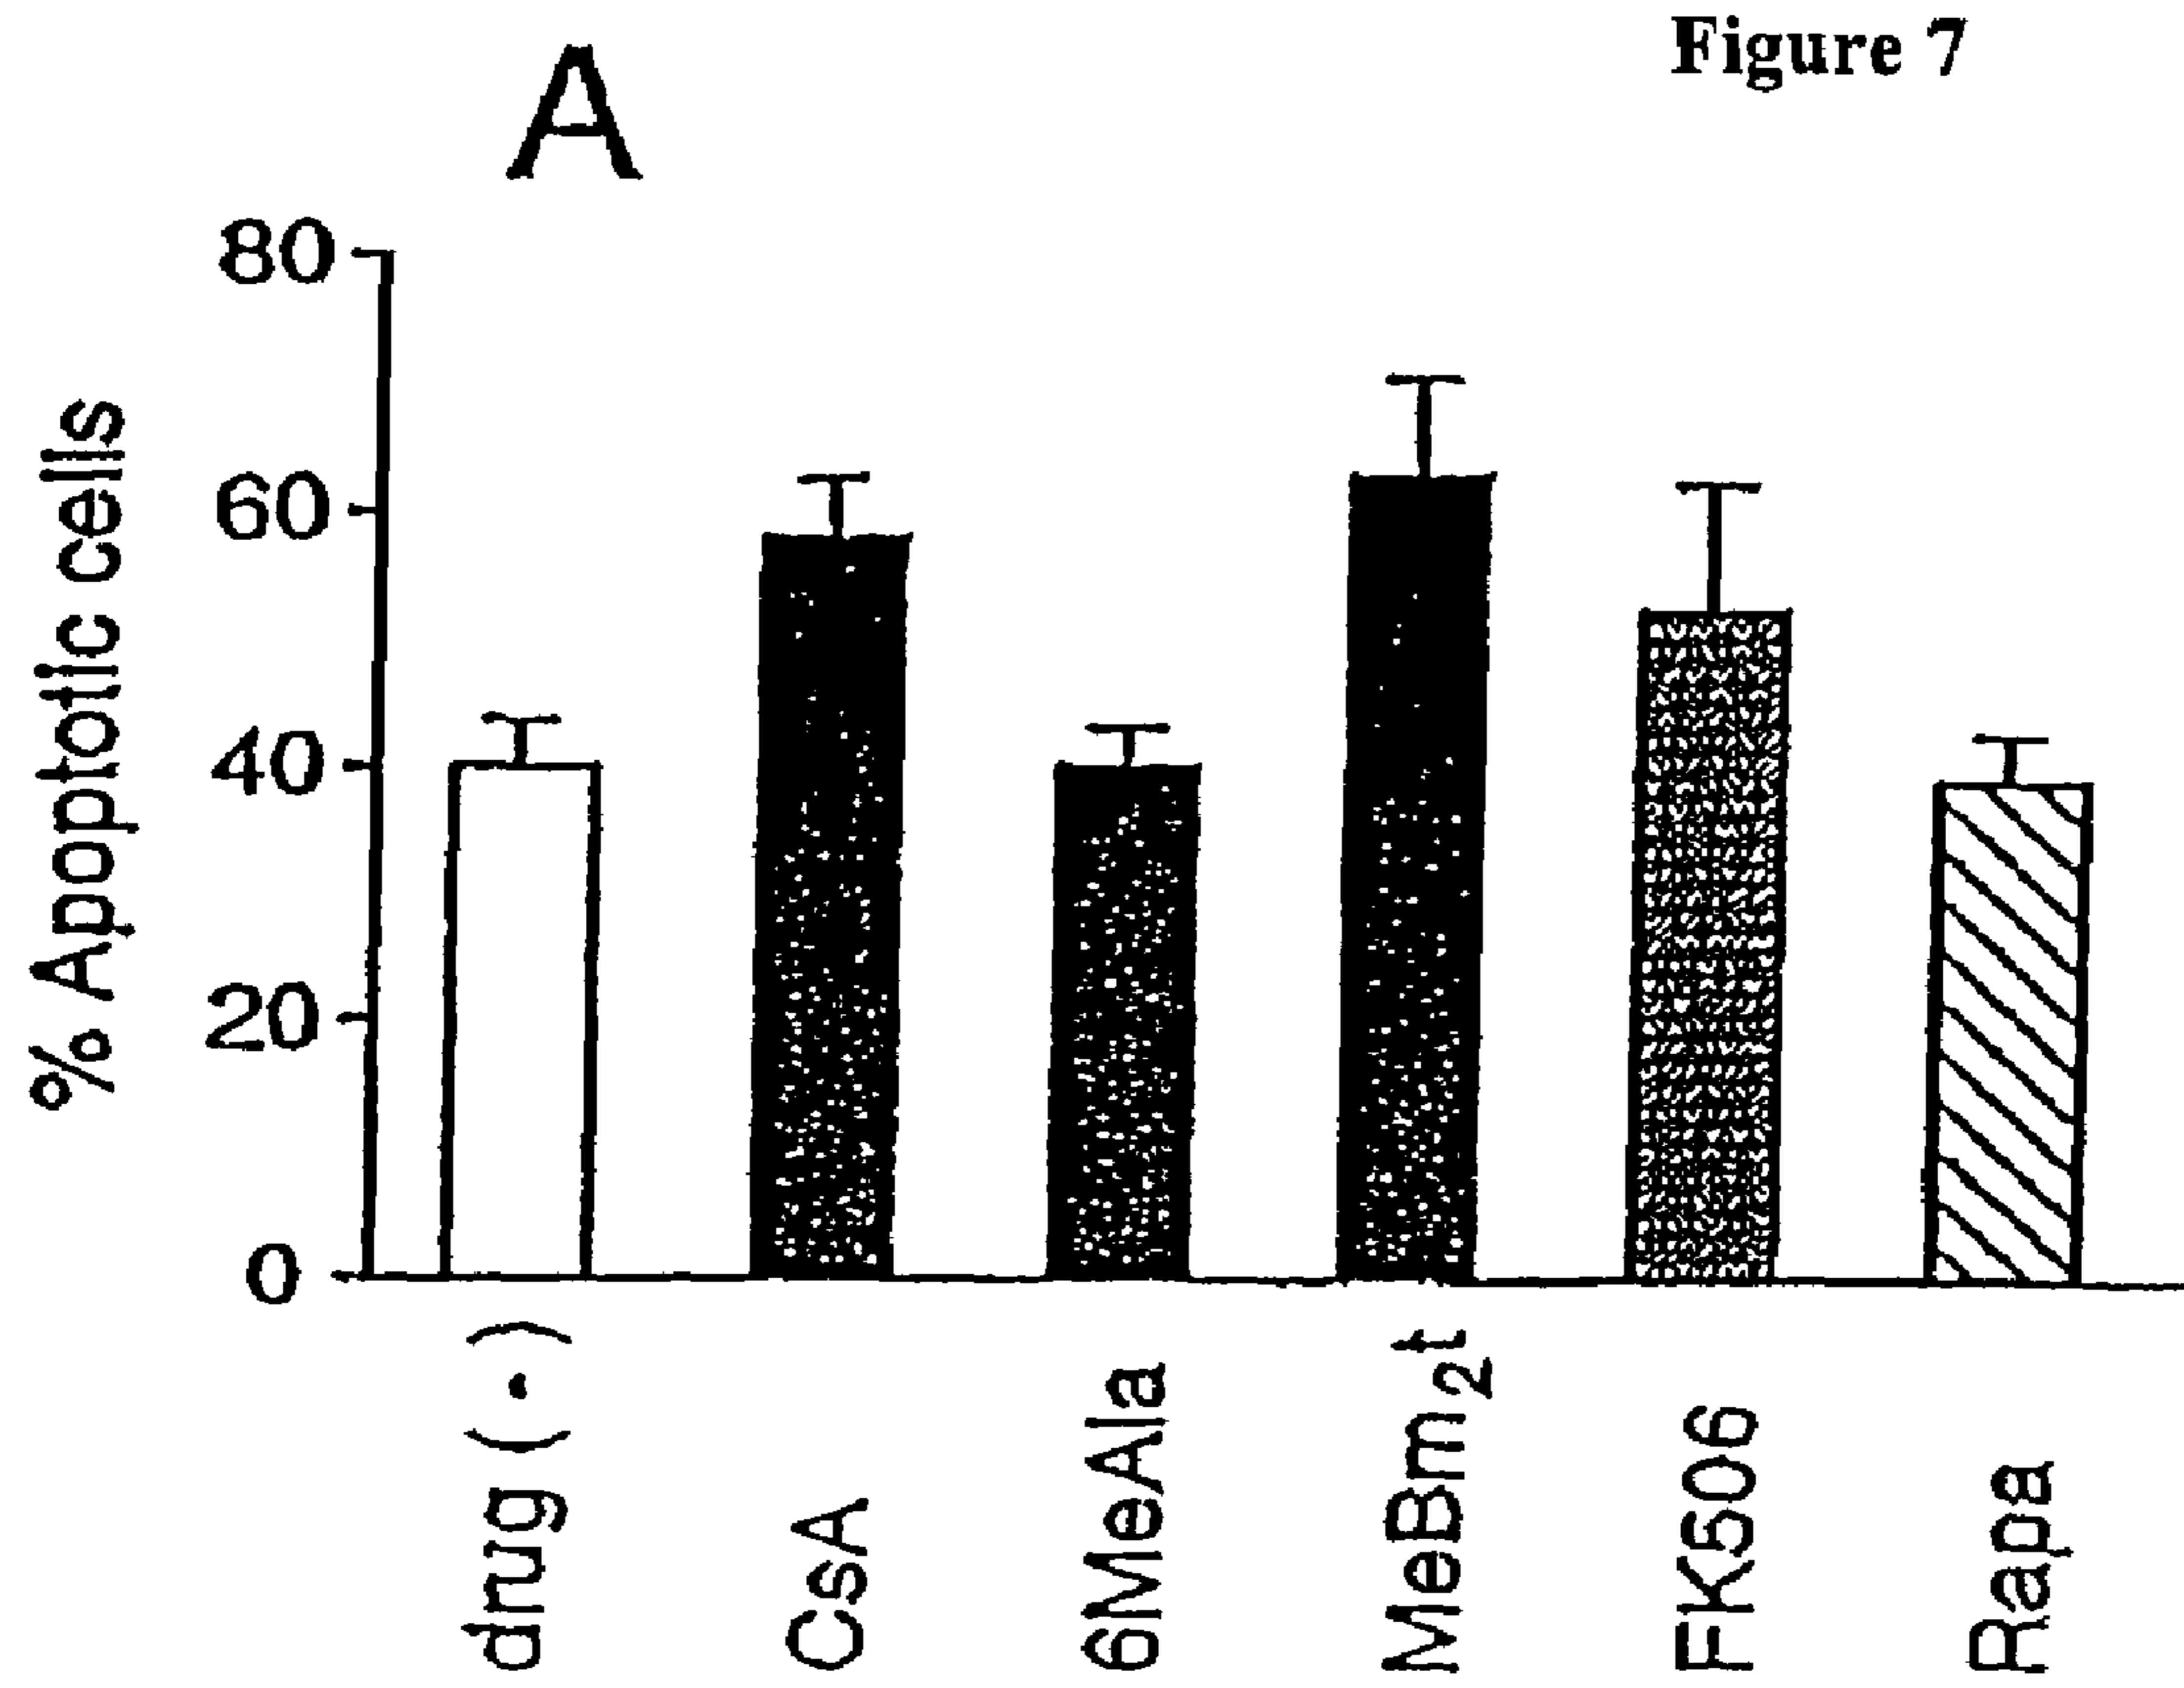 Figure 7
A
80
60
40
20
0
% Apoptotic cells
drug (-)
CsA
6MeAla
MeBm2t
FK506
Rapa